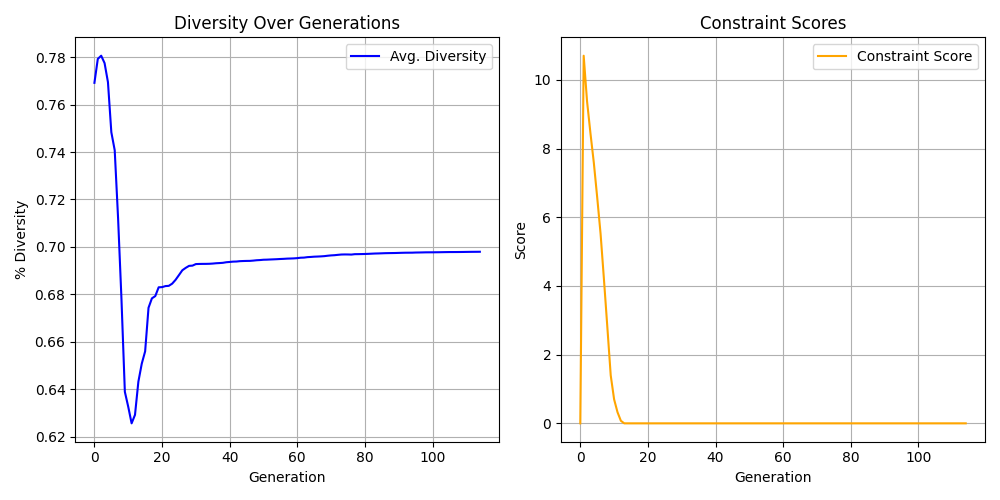 Diversity Over Generations
Avg. Diversity
% Diversity
0.78
0.76
0.74
0.72
0.70
0.68
0.66
0.64
0.62
0 20 40 60 80 100
Generation
Constraint Scores
Constraint Score
Score
10
8
6
4
2
0
0 20 40 60 80 100
Generation